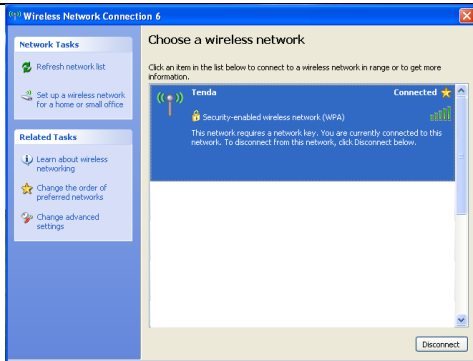 Wireless Network Connection 6
Network Tasks
Refresh network list
Set up a wireless network
for a home or small office
Related Tasks
Learn about wireless
networking
Change the order of
preferred networks
Change advanced
settings
Choose a wireless network
Click an item in the list below to connect to a wireless network in range or to get more
information.
Tenda
Connected
Security-enabled wireless network (WPA)
This network requires a network key. You are currently connected to this
network. To disconnect from this network, click Disconnect below.
Disconnect